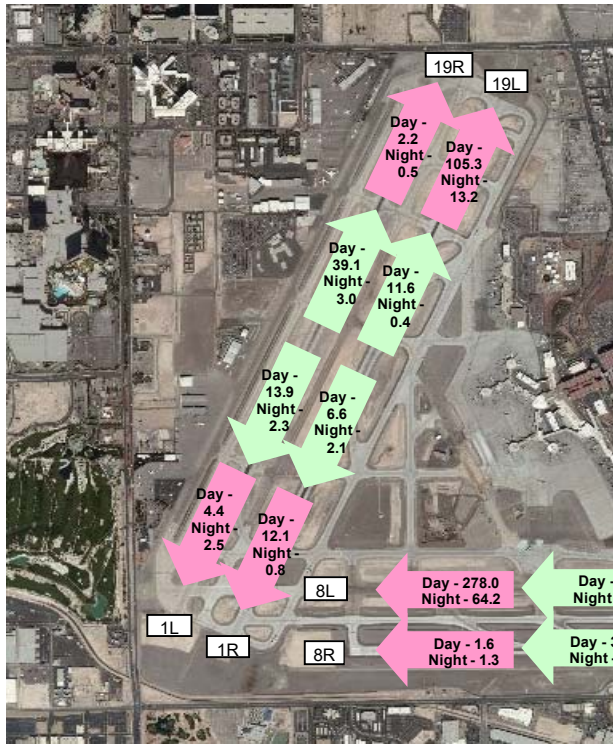 19R
19L
Day -
2.2
Night -
0.5
Day -
105.3
Night -
13.2
Day -
39.1
Night -
3.0
Day -
11.6
Night -
0.4
Day -
13.9
Night -
2.3
Day -
6.6
Night -
2.1
Day -
4.4
Night -
2.5
Day -
12.1
Night -
0.8
8L
Day - 278.0
Night - 64.2
Day -
Night
1L
1R
8R
Day - 1.6
Night - 1.3
Day - 3
Night -